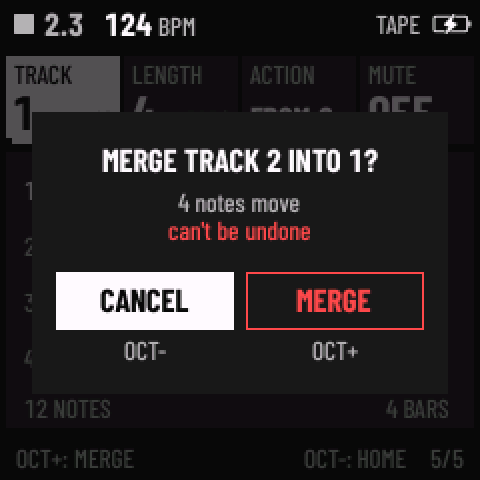 2.3 124 BPM TAPE
TRACK LENGTH ACTION MUTE
1
MERGE TRACK 2 INTO 1?
4 notes move
can't be undone
CANCEL MERGE
OCT- OCT+
12 NOTES 4 BARS
OCT+: MERGE OCT-: HOME 5/5